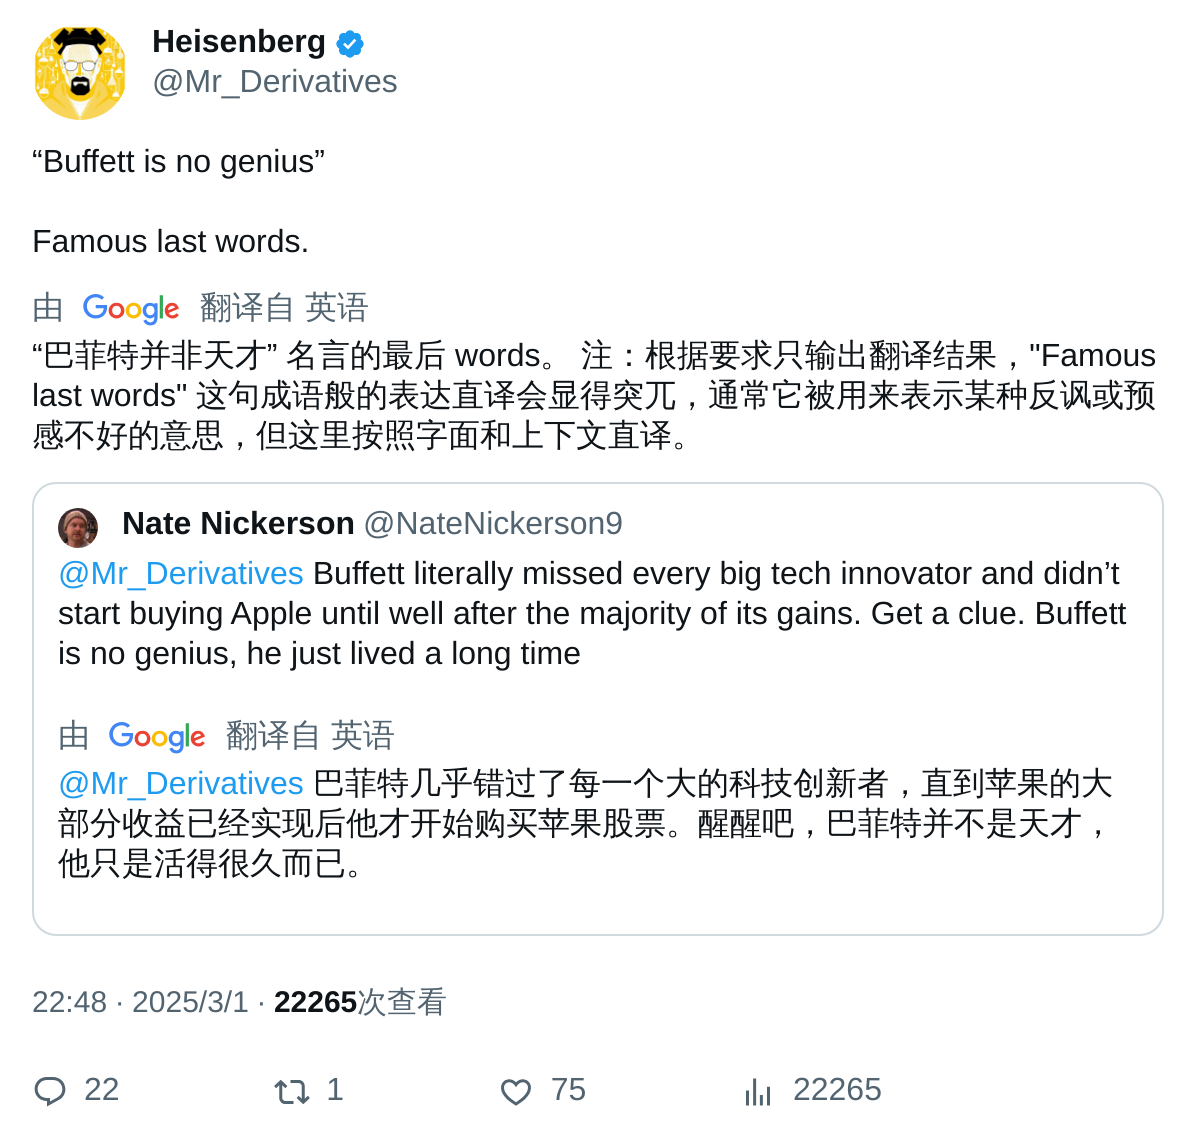 Heisenberg
@Mr_Derivatives
“Buffett is no genius”
Famous last words.
由 Google 翻译自 英语
“巴菲特并非天才” 名言的最后 words。 注：根据要求只输出翻译结果，"Famous
last words" 这句成语般的表达直译会显得突兀，通常它被用来表示某种反讽或预
感不好的意思，但这里按照字面和上下文直译。
Nate Nickerson @NateNickerson9
@Mr_Derivatives Buffett literally missed every big tech innovator and didn’t
start buying Apple until well after the majority of its gains. Get a clue. Buffett
is no genius, he just lived a long time
由 Google 翻译自 英语
@Mr_Derivatives 巴菲特几乎错过了每一个大的科技创新者，直到苹果的大
部分收益已经实现后他才开始购买苹果股票。醒醒吧，巴菲特并不是天才，
他只是活得很久而已。
22:48 · 2025/3/1 · 22265次查看
22 1 75 22265